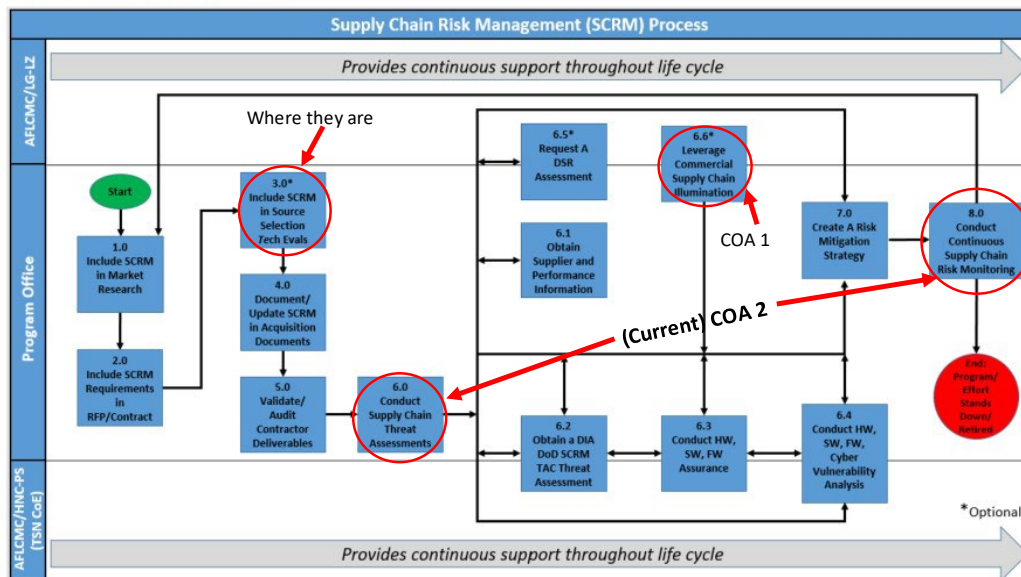 Supply Chain Risk Management (SCRM) Process
AFLCMC/LG-LZ
Provides continuous support throughout life cycle
Where they are
6.5*
Request A
DSR
Assessment
6.6*
Leverage
Commercial
Supply Chain
Illumination
COA 1
Program Office
Start
1.0
Include SCRM
in Market
Research
2.0
Include SCRM
Requirements in
RFP/Contract
3.0*
Include SCRM
in Source
Selection
Tech Evals
4.0
Document/
Update SCRM
in Acquisition
Documents
5.0
Validate/
Audit
Contractor
Deliverables
6.0
Conduct
Supply Chain
Threat
Assessments
6.1
Obtain
Supplier and
Performance
Information
(Current) COA 2
7.0
Create A Risk
Mitigation
Strategy
8.0
Conduct
Continuous
Supply Chain
Risk Monitoring
End:
Program/
Effort
Stands
Down/
Retired
6.2
Obtain a DIA
DoD SCRM
TAC Threat
Assessment
6.3
Conduct HW,
SW, FW
Assurance
6.4
Conduct HW,
SW, FW,
Cyber
Vulnerability
Analysis
*Optional
AFLCMC/HNC-PS
(TSN CoE)
Provides continuous support throughout life cycle